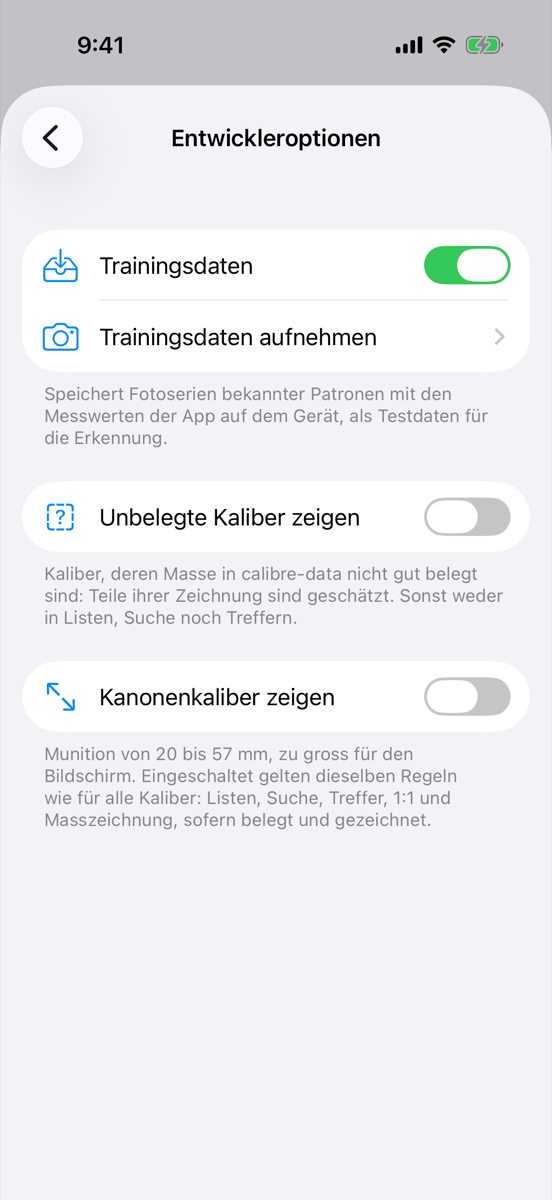 9:41
Entwickleroptionen
Trainingsdaten
Trainingsdaten aufnehmen
Speichert Fotoserien bekannter Patronen mit den
Messwerten der App auf dem Gerät, als Testdaten für
die Erkennung.
Unbelegte Kaliber zeigen
Kaliber, deren Masse in calibre-data nicht gut belegt
sind: Teile ihrer Zeichnung sind geschätzt. Sonst weder
in Listen, Suche noch Treffern.
Kanonenkaliber zeigen
Munition von 20 bis 57 mm, zu gross für den
Bildschirm. Eingeschaltet gelten dieselben Regeln
wie für alle Kaliber: Listen, Suche, Treffer, 1:1 und
Masszeichnung, sofern belegt und gezeichnet.